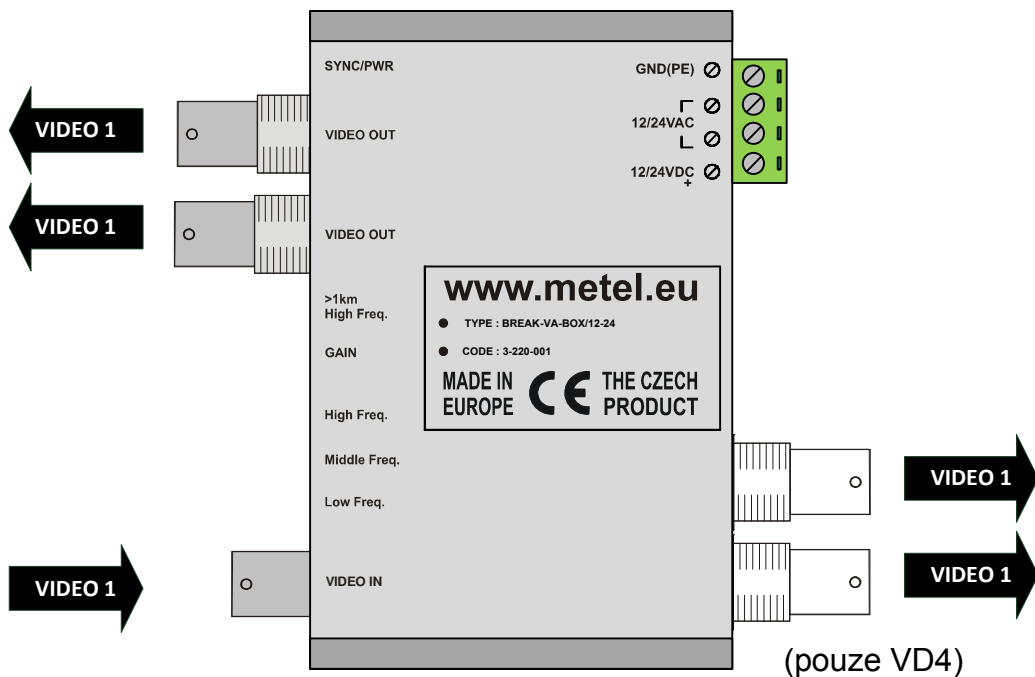 SYNC/PWR
GND(PE)
VIDEO 1
VIDEO OUT
12/24VAC
12/24VDC
+
VIDEO 1
VIDEO OUT
>1km
High Freq.
GAIN
High Freq.
Middle Freq.
Low Freq.
www.metel.eu
TYPE : BREAK-VA-BOX/12-24
CODE : 3-220-001
MADE IN
EUROPE
CE
THE CZECH
PRODUCT
VIDEO 1
VIDEO 1
VIDEO IN
VIDEO 1
(pouze VD4)